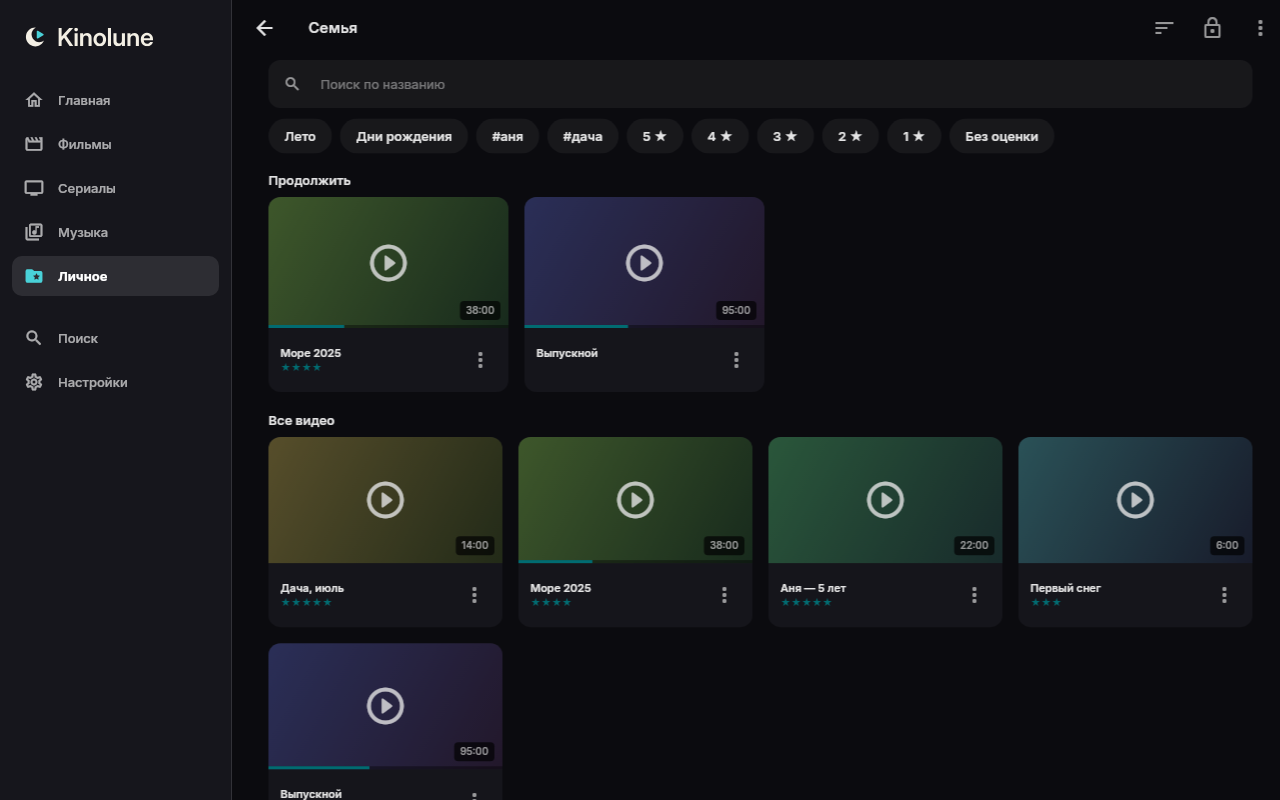 Kinolune
Главная
Фильмы
Сериалы
Музыка
Личное
Поиск
Настройки
Семья
Поиск по названию
Лето
Дни рождения
#аня
#дача
5 ★
4 ★
3 ★
2 ★
1 ★
Без оценки
Продолжить
38:00
Море 2025
★★★★
95:00
Выпускной
Все видео
14:00
Дача, июль
★★★★★
38:00
Море 2025
★★★★
22:00
Аня — 5 лет
★★★★★
6:00
Первый снег
★★★
95:00
Выпускной